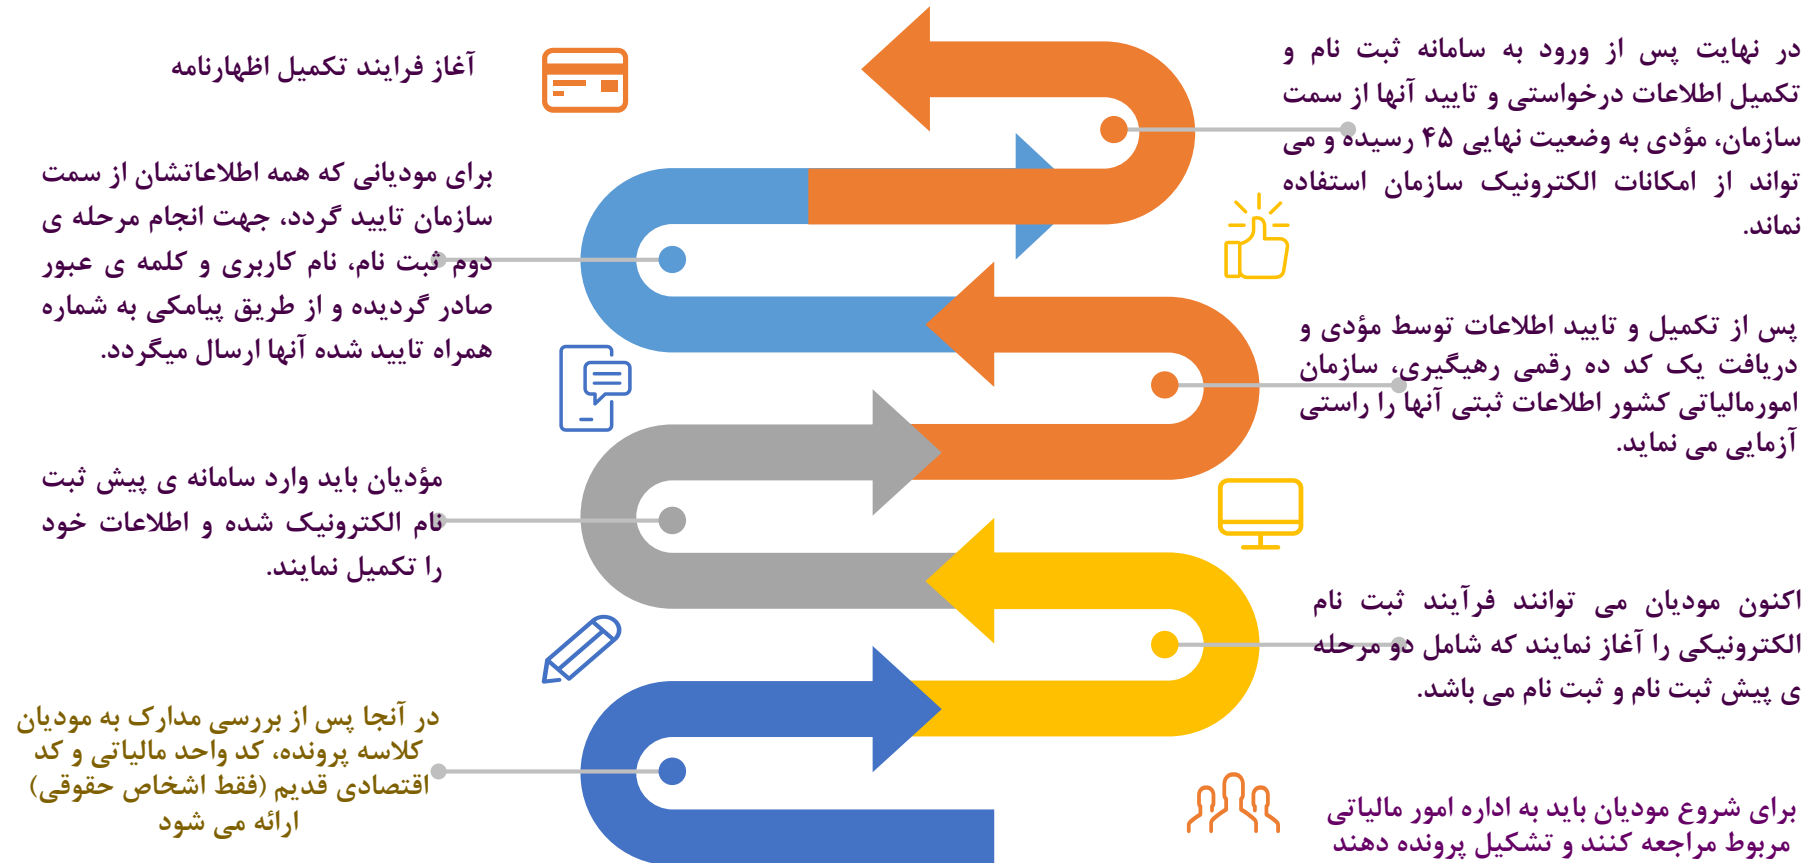 در نهایت پس از ورود به سامانه ثبت نام و
تکمیل اطلاعات درخواستی و تایید آنها از سمت
سازمان، مؤدی به وضعیت نهایی ۴۵ رسیده و می
تواند از امکانات الکترونیک سازمان استفاده
نماند.
آغاز فرایند تکمیل اظهارنامه
برای مودیانی که همه اطلاعاتشان از سمت
سازمان تایید گردد، جهت انجام مرحله ی
دوم ثبت نام، نام کاربری و کلمه ی عبور
صادر گردیده و از طریق پیامکی به شماره
همراه تایید شده آنها ارسال میگردد.
پس از تکمیل و تایید اطلاعات توسط مؤدی و
دریافت یک کد ده رقمی رهیگیری، سازمان
امورمالیاتی کشور اطلاعات ثبتی آنها را راستی
آزمایی می نماید.
مؤدیان باید وارد سامانه ی پیش ثبت
نام الکترونیک شده و اطلاعات خود
را تکمیل نمایند.
اکنون مودیان می توانند فرآیند ثبت نام
الکترونیکی را آغاز نمایند که شامل دو مرحله
ی پیش ثبت نام و ثبت نام می باشد.
در آنجا پس از بررسی مدارک به مودیان
کلاسه پرونده، کد واحد مالیاتی و کد
اقتصادی قدیم (فقط اشخاص حقوقی)
ارائه می شود
برای شروع مودیان باید به اداره امور مالیاتی
مربوط مراجعه کنند و تشکیل پرونده دهند